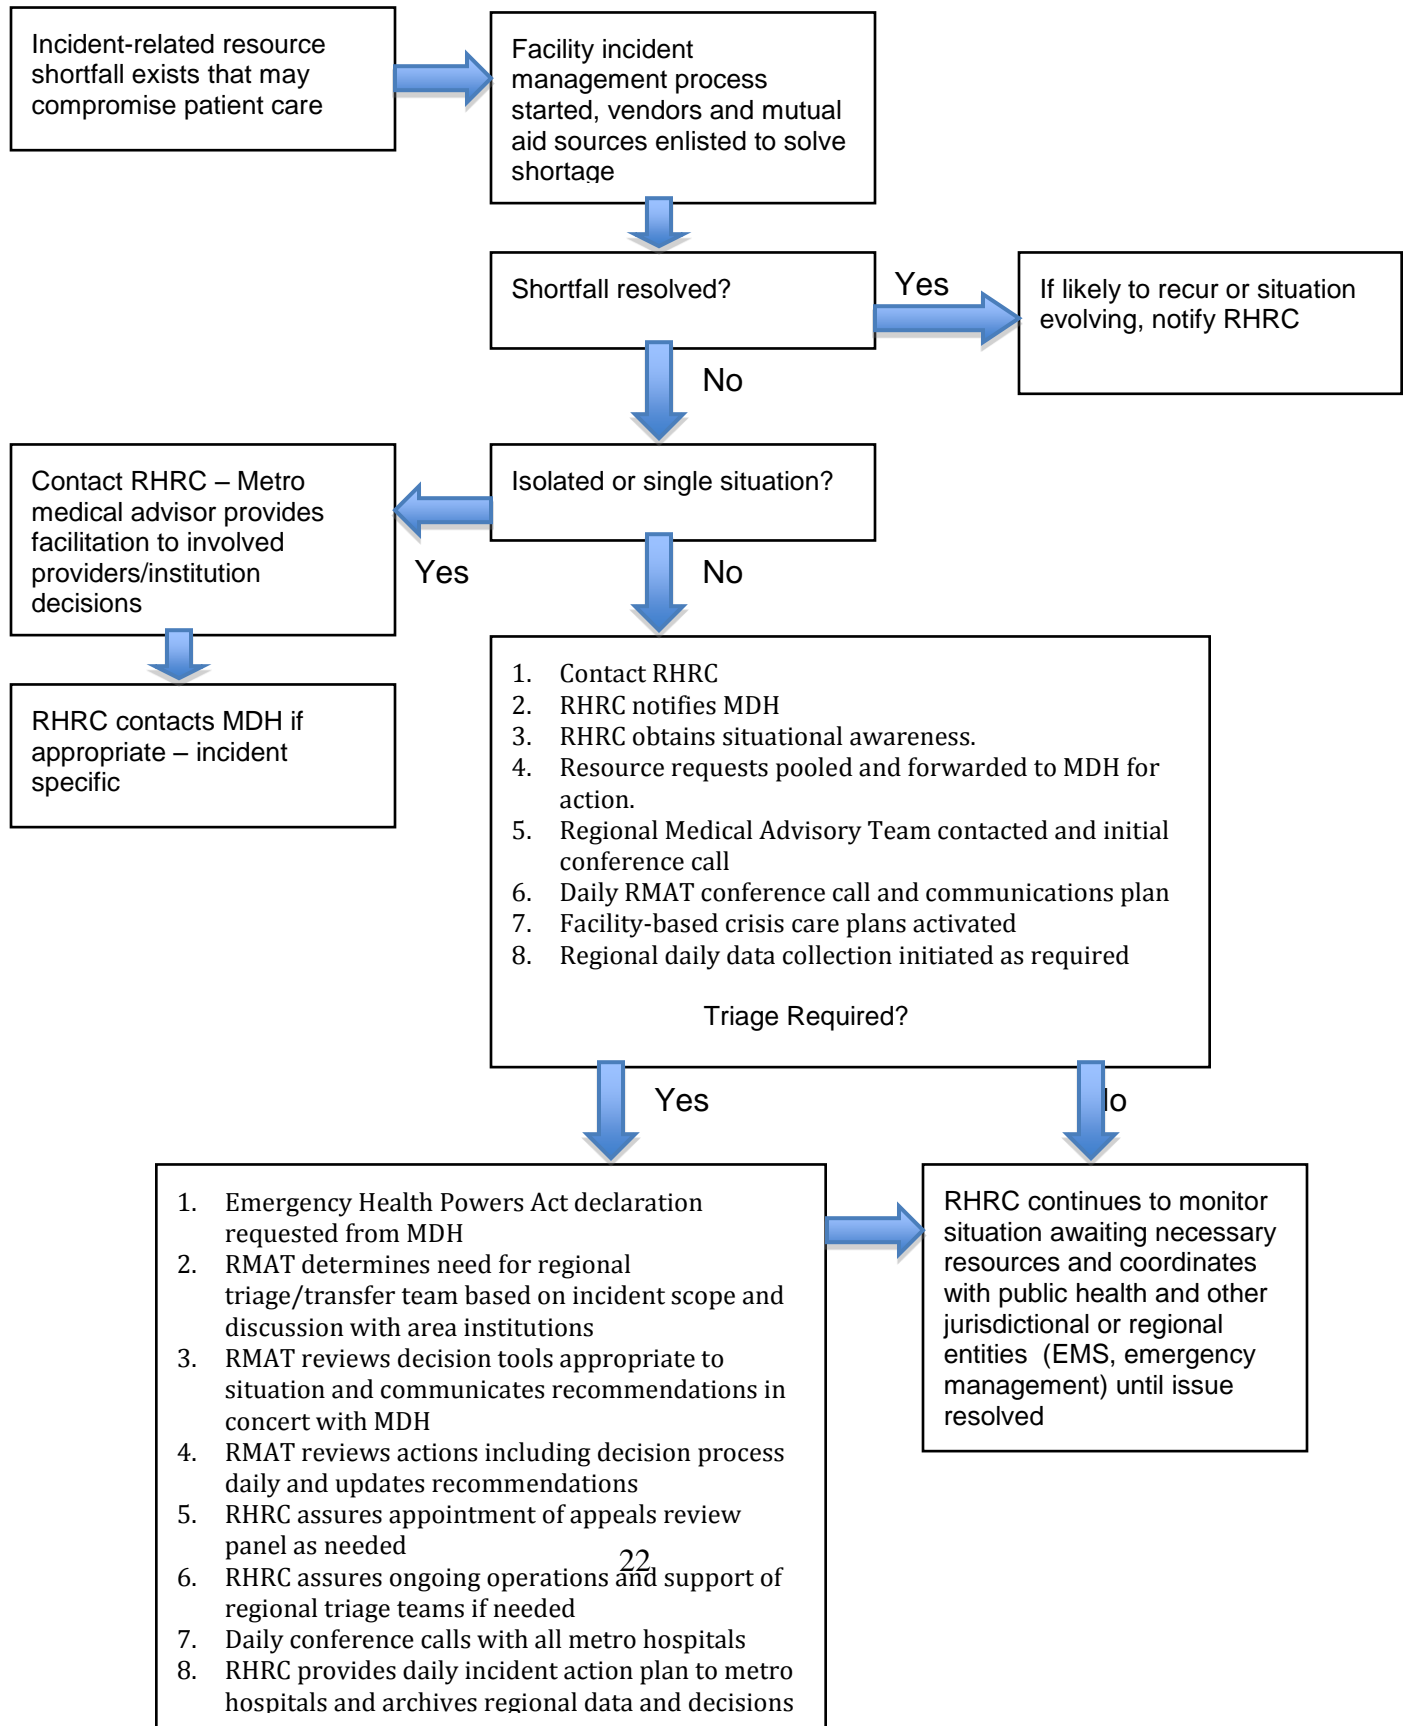 Incident-related resource
shortfall exists that may
compromise patient care
Facility incident
management process
started, vendors and mutual
aid sources enlisted to solve
shortage
Shortfall resolved?
Yes
If likely to recur or situation
evolving, notify RHRC
No
Isolated or single situation?
Yes
Contact RHRC – Metro
medical advisor provides
facilitation to involved
providers/institution
decisions
RHRC contacts MDH if
appropriate – incident
specific
No
1. Contact RHRC
2. RHRC notifies MDH
3. RHRC obtains situational awareness.
4. Resource requests pooled and forwarded to MDH for
action.
5. Regional Medical Advisory Team contacted and initial
conference call
6. Daily RMAT conference call and communications plan
7. Facility-based crisis care plans activated
8. Regional daily data collection initiated as required
Triage Required?
Yes
1. Emergency Health Powers Act declaration
requested from MDH
2. RMAT determines need for regional
triage/transfer team based on incident scope and
discussion with area institutions
3. RMAT reviews decision tools appropriate to
situation and communicates recommendations in
concert with MDH
4. RMAT reviews actions including decision process
daily and updates recommendations
5. RHRC assures appointment of appeals review
panel as needed
6. RHRC assures ongoing operations and support of
regional triage teams if needed
7. Daily conference calls with all metro hospitals
8. RHRC provides daily incident action plan to metro
hospitals and archives regional data and decisions
RHRC continues to monitor
situation awaiting necessary
resources and coordinates
with public health and other
jurisdictional or regional
entities  (EMS, emergency
management) until issue
resolved
22